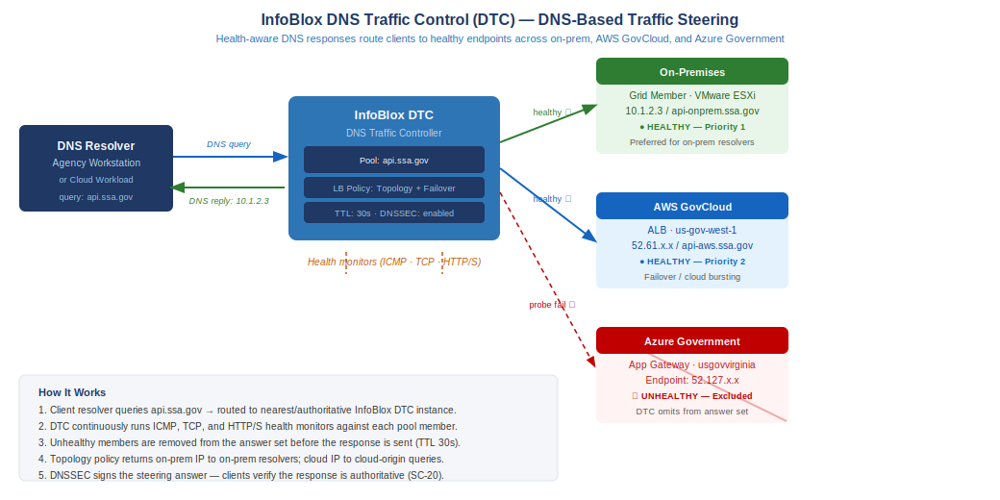 InfoBlox DNS Traffic Control (DTC) — DNS-Based Traffic Steering
Health-aware DNS responses route clients to healthy endpoints across on-prem, AWS GovCloud, and Azure Government
DNS Resolver
Agency Workstation
or Cloud Workload
query: api.ssa.gov
DNS query
DNS reply: 10.1.2.3
InfoBlox DTC
DNS Traffic Controller
Pool: api.ssa.gov
LB Policy: Topology + Failover
TTL: 30s · DNSSEC: enabled
Health monitors (ICMP · TCP · HTTP/S)
healthy
healthy
probe fail
On-Premises
Grid Member · VMware ESXi
10.1.2.3 / api-onprem.ssa.gov
● HEALTHY — Priority 1
Preferred for on-prem resolvers
AWS GovCloud
ALB · us-gov-west-1
52.61.x.x / api-aws.ssa.gov
● HEALTHY — Priority 2
Failover / cloud bursting
Azure Government
App Gateway · usgovvirginia
Endpoint: 52.127.x.x
UNHEALTHY — Excluded
DTC omits from answer set
How It Works
1. Client resolver queries api.ssa.gov → routed to nearest/authoritative InfoBlox DTC instance.
2. DTC continuously runs ICMP, TCP, and HTTP/S health monitors against each pool member.
3. Unhealthy members are removed from the answer set before the response is sent (TTL 30s).
4. Topology policy returns on-prem IP to on-prem resolvers; cloud IP to cloud-origin queries.
5. DNSSEC signs the steering answer — clients verify the response is authoritative (SC-20).